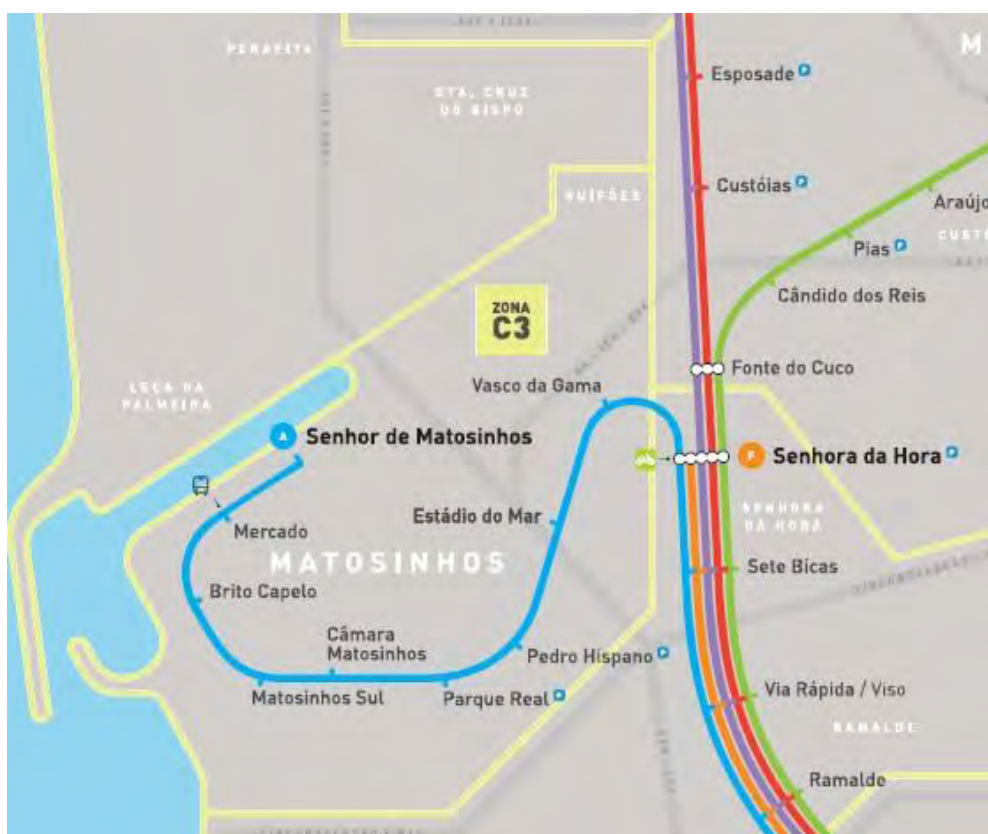 PERAFITA
M
Esposade P
STA. CRUZ
DO BISPO
Custóias P
GUIFÕES
Araújo
CUSTÓ
Pias P
ZONA
C3
Cândido dos Reis
Fonte do Cuco
Vasco da Gama
LEÇA DA
PALMEIRA
A Senhor de Matosinhos
F Senhora da Hora P
Mercado
Estádio do Mar
SENHORA
DA HORA
MATOSINHOS
Sete Bicas
Brito Capelo
Câmara
Matosinhos
Pedro Hispano P
Matosinhos Sul
Parque Real P
Via Rápida / Viso
RAMALDE
Ramalde